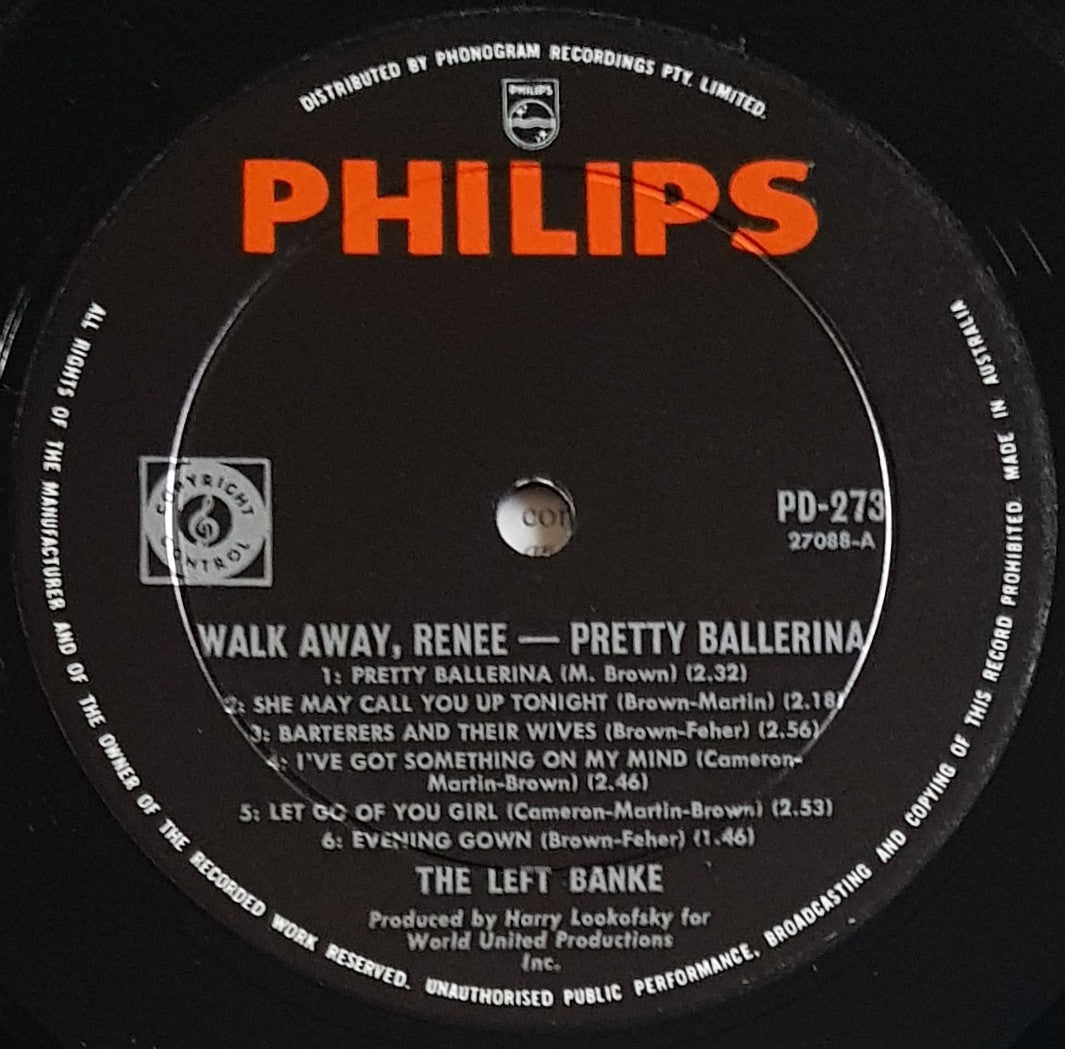 DISTRIBUTED BY PHONOGRAM RECORDINGS PTY. LIMITED.
PHILIPS
PHILIPS
COPYRIGHT CONTROL
PD-273
27088-A
WALK AWAY, RENEE — PRETTY BALLERINA
1: PRETTY BALLERINA (M. Brown) (2.32)
2: SHE MAY CALL YOU UP TONIGHT (Brown-Martin) (2.18)
3: BARTERERS AND THEIR WIVES (Brown-Feher) (2.56)
4: I'VE GOT SOMETHING ON MY MIND (Cameron-
Martin-Brown) (2.46)
5: LET GO OF YOU GIRL (Cameron-Martin-Brown) (2.53)
6: EVENING GOWN (Brown-Feher) (1.46)
THE LEFT BANKE
Produced by Harry Lookofsky for
World United Productions
Inc.
ALL RIGHTS OF THE MANUFACTURER AND OF THE OWNER OF THE RECORDED WORK RESERVED. UNAUTHORISED PUBLIC PERFORMANCE, BROADCASTING AND COPYING OF THIS RECORD PROHIBITED. MADE IN AUSTRALIA